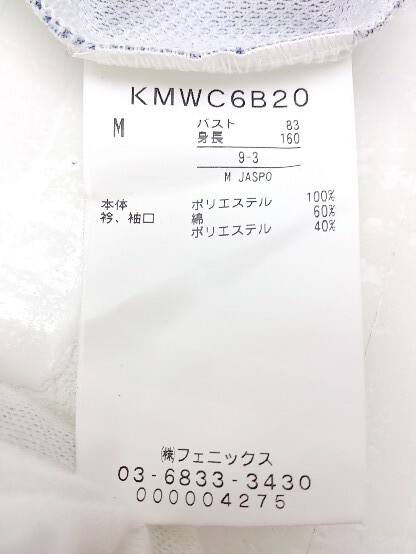 KMWC6B20
M バスト 83
身長 160
9-3
M JASPO
本体 ポリエステル 100%
衿、袖口 綿 60%
ポリエステル 40%
㈱フェニックス
03-6833-3430
000004275